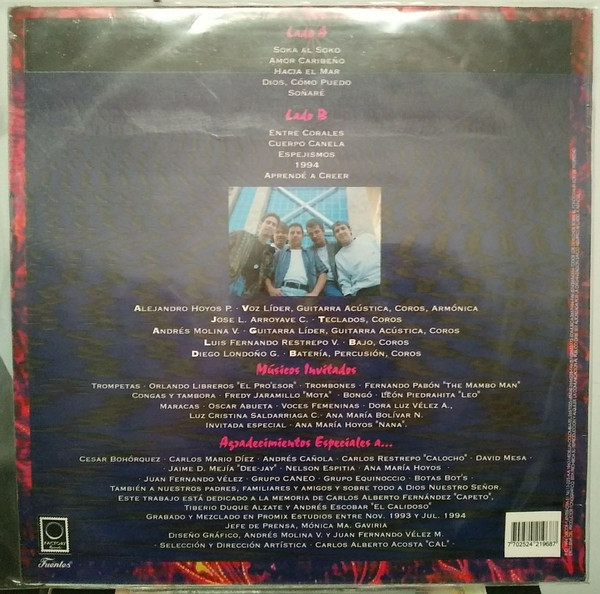 Lado A
Soka al Soko
Amor Caribeño
Hacia el Mar
Dios, Cómo Puedo
Soñaré
Lado B
Entre Corales
Cuerpo Canela
Espejismos
1994
Aprendé a Creer
Alejandro Hoyos P. · Voz Líder, Guitarra Acústica, Coros, Armónica
Jose L. Arroyave C. · Teclados, Coros
Andrés Molina V. · Guitarra Líder, Guitarra Acústica, Coros
Luis Fernando Restrepo V. · Bajo, Coros
Diego Londoño G. · Batería, Percusión, Coros
Músicos Invitados
Trompetas · Orlando Libreros "El Pro'esor" · Trombones · Fernando Pabón "The Mambo Man"
Congas y Tambora · Fredy Jaramillo "Mota" · Bongó · León Piedrahita "Leo"
Maracas · Oscar Abueta · Voces Femeninas · Dora Luz Vélez A.,
Luz Cristina Saldarriaga C. · Ana María Bolívar N.
Invitada Especial · Ana María Hoyos "Nana".
Agradecimientos Especiales a...
Cesar Bohórquez · Carlos Mario Díez · Andrés Cañola · Carlos Restrepo "Calocho" · David Mesa ·
Jaime D. Mejía "Dee-Jay" · Nelson Espitia · Ana María Hoyos ·
Juan Fernando Vélez · Grupo CANEO · Grupo Equinoccio · Botas Bot's
También a nuestros padres, familiares y amigos y sobre todo a Dios Nuestro Señor.
Este trabajo está dedicado a la memoria de Carlos Alberto Fernández "Capeto",
Tiberio Duque Alzate y Andrés Escobar "El Calidoso"
Grabado y Mezclado en Promix Estudios entre Nov. 1993 y Jul. 1994
Jefe de Prensa, Mónica Ma. Gaviria
Diseño Gráfico, Andrés Molina V. y Juan Fernando Vélez M.
Selección y Dirección Artística · Carlos Alberto Acosta "Cal"
FACTORY
Fuentes
7 702524 219687